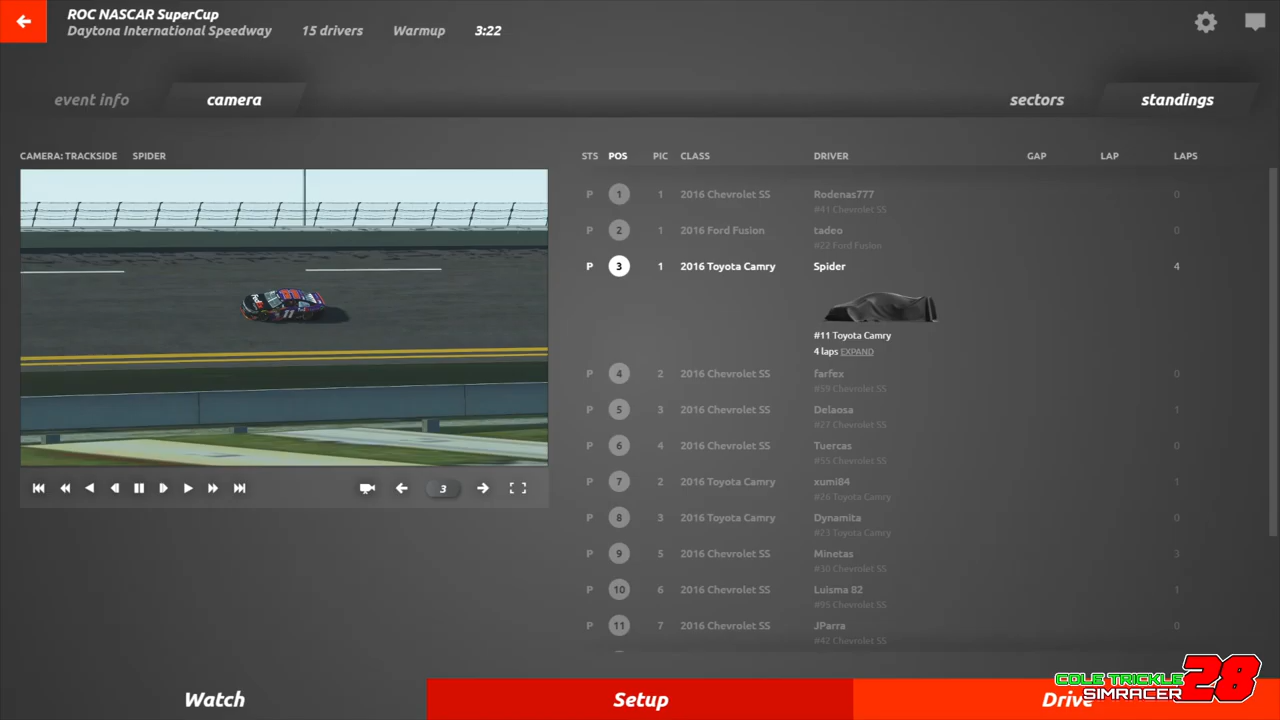 ROC NASCAR SuperCup
Daytona International Speedway 15 drivers Warmup 3:22
event info camera sectors standings
CAMERA: TRACKSIDE SPIDER STS POS PIC CLASS DRIVER GAP LAP LAPS
P 1 1 2016 Chevrolet SS Rodenas777 0
#41 Chevrolet SS
P 2 1 2016 Ford Fusion tadeo 0
#22 Ford Fusion
P 3 1 2016 Toyota Camry Spider 4
FedEx
11
#11 Toyota Camry
4 laps EXPAND
P 4 2 2016 Chevrolet SS farfex 0
#59 Chevrolet SS
P 5 3 2016 Chevrolet SS Delaosa 1
#27 Chevrolet SS
P 6 4 2016 Chevrolet SS Tuercas 0
#55 Chevrolet SS
P 7 2 2016 Toyota Camry xumi84 1
#26 Toyota Camry
3
P 8 3 2016 Toyota Camry Dynamita 0
#23 Toyota Camry
P 9 5 2016 Chevrolet SS Minetas 3
#30 Chevrolet SS
P 10 6 2016 Chevrolet SS Luisma 82 1
#95 Chevrolet SS
P 11 7 2016 Chevrolet SS JParra 0
#42 Chevrolet SS
Watch Setup Drive
COLE TRICKLE 28
SIMRACER